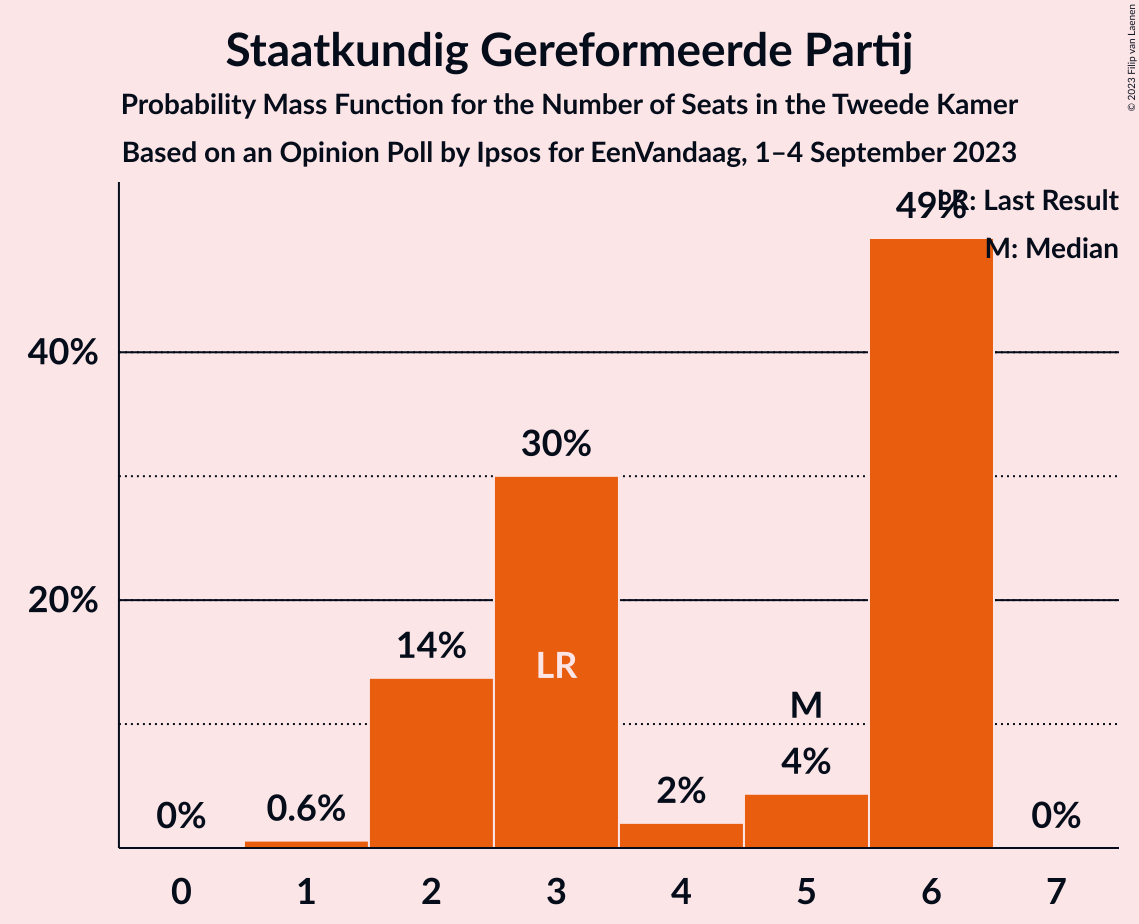 Staatkundig Gereformeerde Partij
Probability Mass Function for the Number of Seats in the Tweede Kamer
Based on an Opinion Poll by Ipsos for EenVandaag, 1–4 September 2023
© 2023 Filip van Laenen
LR: Last Result
M: Median
49%
40%
30%
20%
14%
LR
M
4%
2%
0.6%
0%
0%
0 1 2 3 4 5 6 7